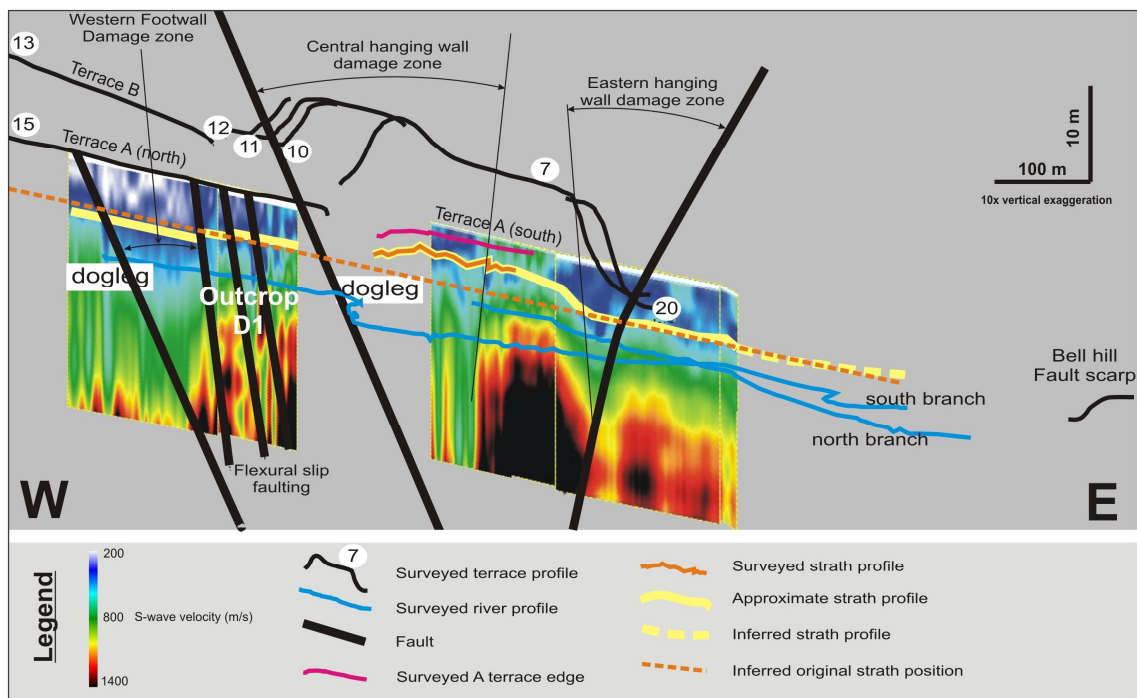 Western Footwall
Damage zone
Central hanging wall
damage zone
Eastern hanging
wall damage zone
13
Terrace B
15
Terrace A (north)
12
11
10
7
10 m
100 m
10x vertical exaggeration
Terrace A (south)
dogleg
Outcrop
D1
dogleg
20
Bell hill
Fault scarp
south branch
north branch
Flexural slip
faulting
W
E
Legend
200
800
1400
S-wave velocity (m/s)
7
Surveyed terrace profile
Surveyed river profile
Fault
Surveyed A terrace edge
Surveyed strath profile
Approximate strath profile
Inferred strath profile
Inferred original strath position